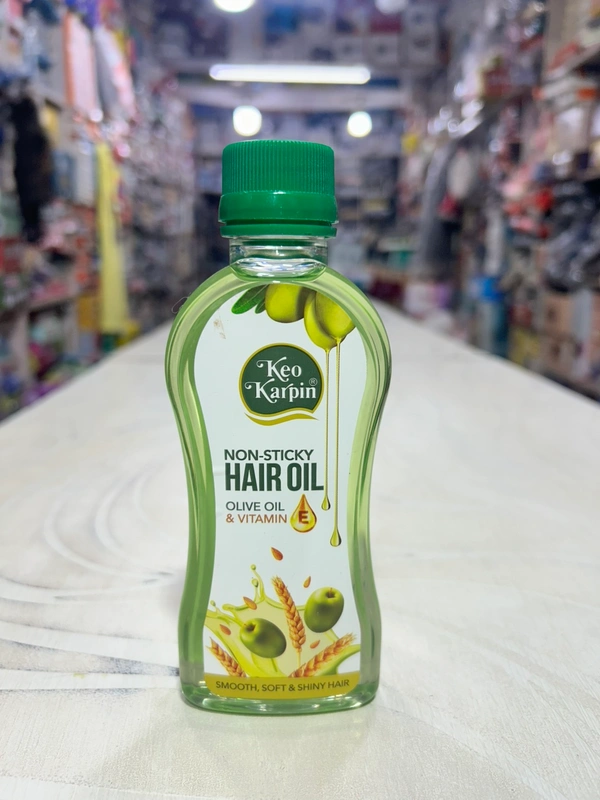 Keo
Karpin®
NON-STICKY
HAIR OIL
OLIVE OIL
& VITAMIN E
SMOOTH, SOFT & SHINY HAIR